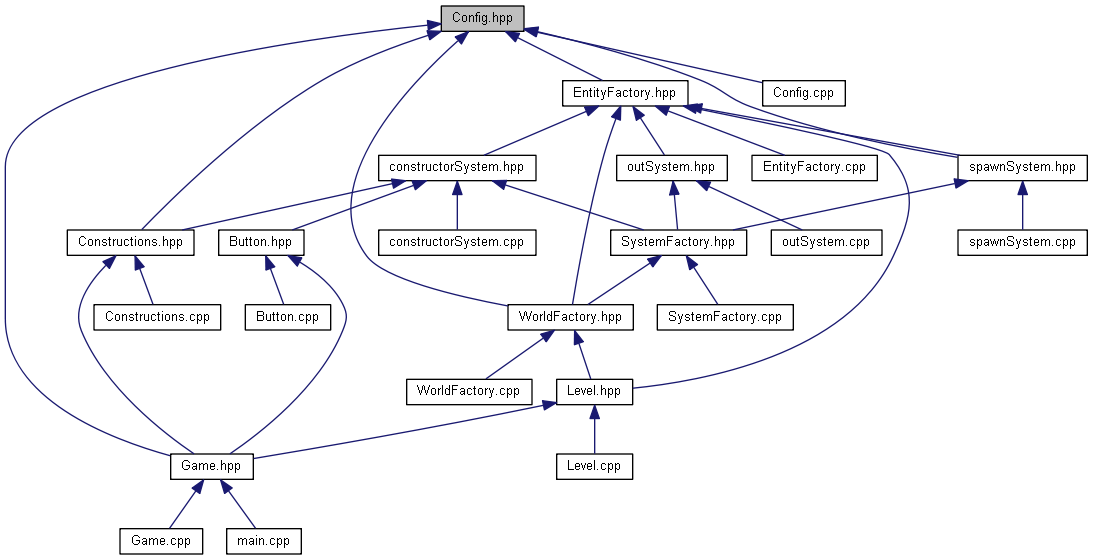 Config.hpp
EntityFactory.hpp
Config.cpp
constructorSystem.hpp
outSystem.hpp
EntityFactory.cpp
spawnSystem.hpp
Constructions.hpp
Button.hpp
constructorSystem.cpp
SystemFactory.hpp
outSystem.cpp
spawnSystem.cpp
Constructions.cpp
Button.cpp
WorldFactory.hpp
SystemFactory.cpp
WorldFactory.cpp
Level.hpp
Game.hpp
Level.cpp
Game.cpp
main.cpp